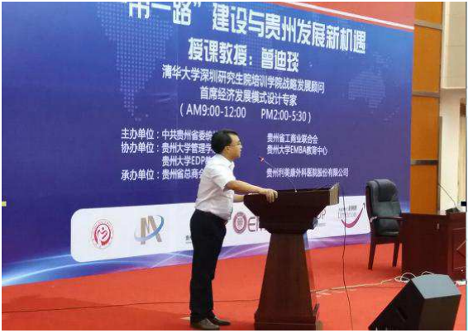 带一路”建设与贵州发展新机遇
授课教授：曾迪琰
清华大学深圳研究生院培训学院战略发展顾问
首席经济发展模式设计专家
（AM9:00-12:00 PM2:00-5:30）
主办单位：中共贵州省委统 贵州省工商业联合会
协办单位：贵州大学管理学 贵州大学EMBA教育中心
贵州大学EDP
承办单位：贵州省总商会 贵州利美康外科医院股份有限公司